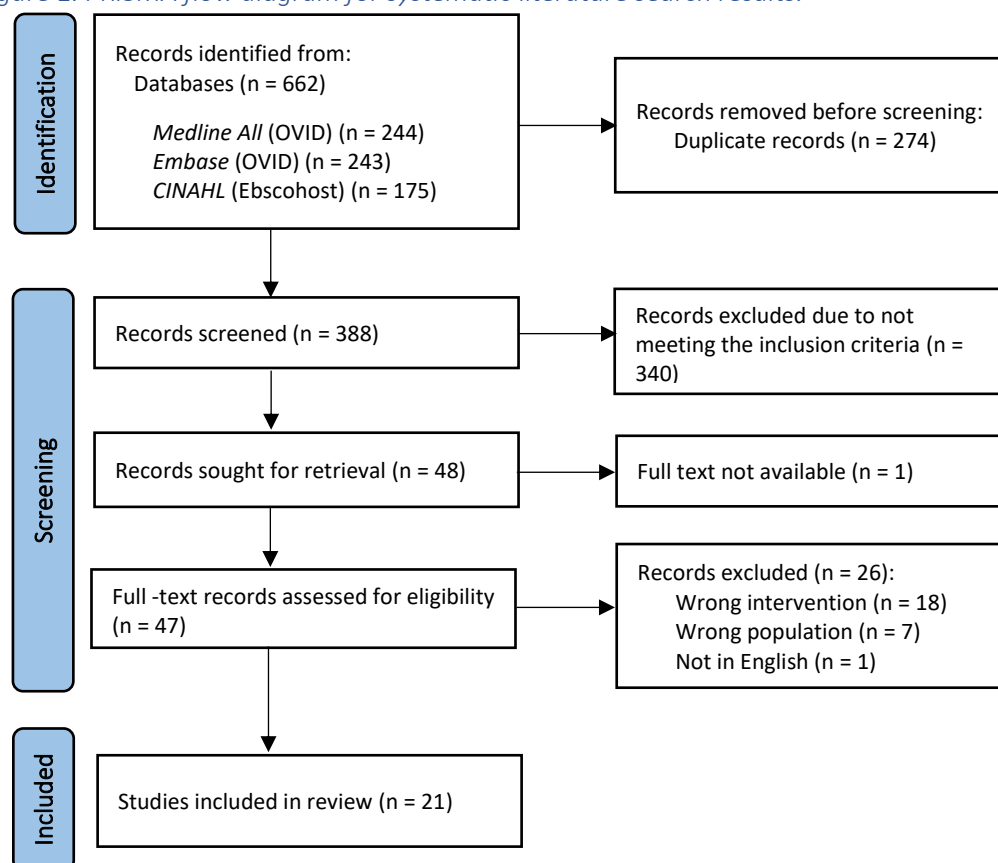 Figure 1: PRISMA flow diagram for systematic literature search results.
Identification
Records identified from:
Databases (n = 662)
Medline All (OVID) (n = 244)
Embase (OVID) (n = 243)
CINAHL (Ebscohost) (n = 175)
Records removed before screening:
Duplicate records (n = 274)
Screening
Records screened (n = 388)
Records excluded due to not
meeting the inclusion criteria (n =
340)
Records sought for retrieval (n = 48)
Full text not available (n = 1)
Full -text records assessed for eligibility
(n = 47)
Records excluded (n = 26):
Wrong intervention (n = 18)
Wrong population (n = 7)
Not in English (n = 1)
Included
Studies included in review (n = 21)